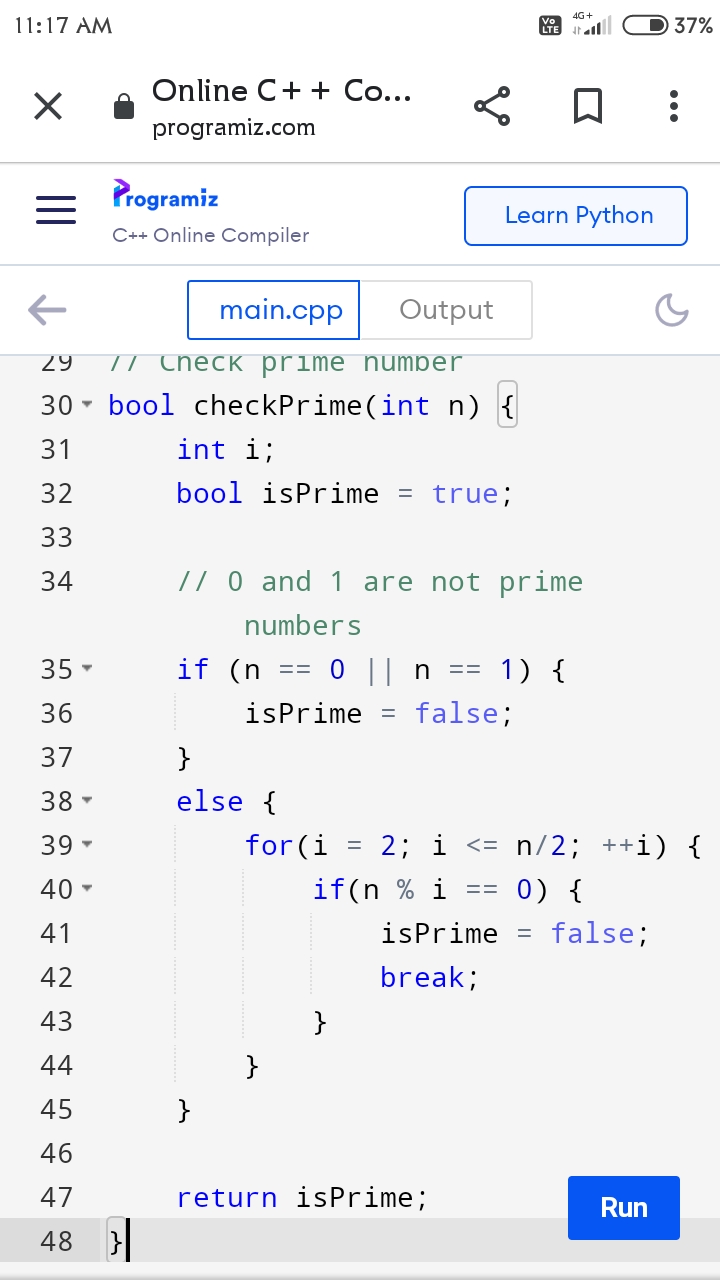 11:17 AM
Vo LTE 4G+ 37%
Online C++ Co...
programiz.com
Programiz
C++ Online Compiler
Learn Python
main.cpp Output
29 // Check prime number
30 bool checkPrime(int n) {
31 int i;
32 bool isPrime = true;
33
34 // 0 and 1 are not prime
numbers
35 if (n == 0 || n == 1) {
36 isPrime = false;
37 }
38 else {
39 for(i = 2; i <= n/2; ++i) {
40 if(n % i == 0) {
41 isPrime = false;
42 break;
43 }
44 }
45 }
46
47 return isPrime;
Run
48 }